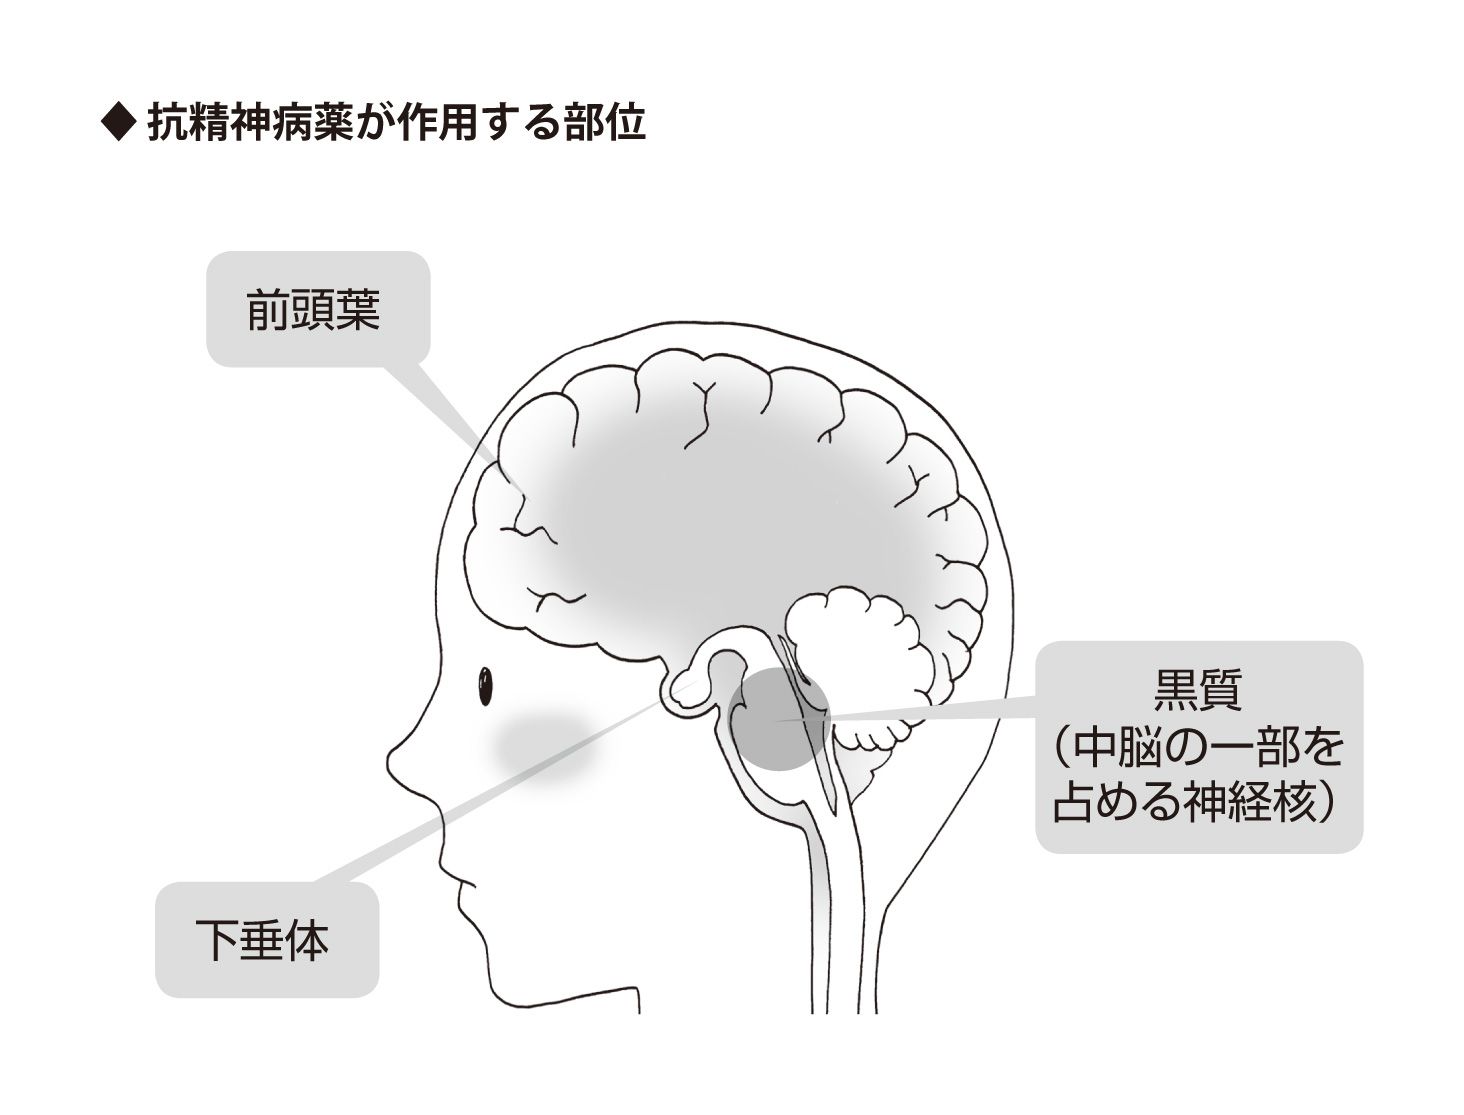 ◆ 抗精神病薬が作用する部位
前頭葉
黒質
（中脳の一部を
占める神経核）
下垂体